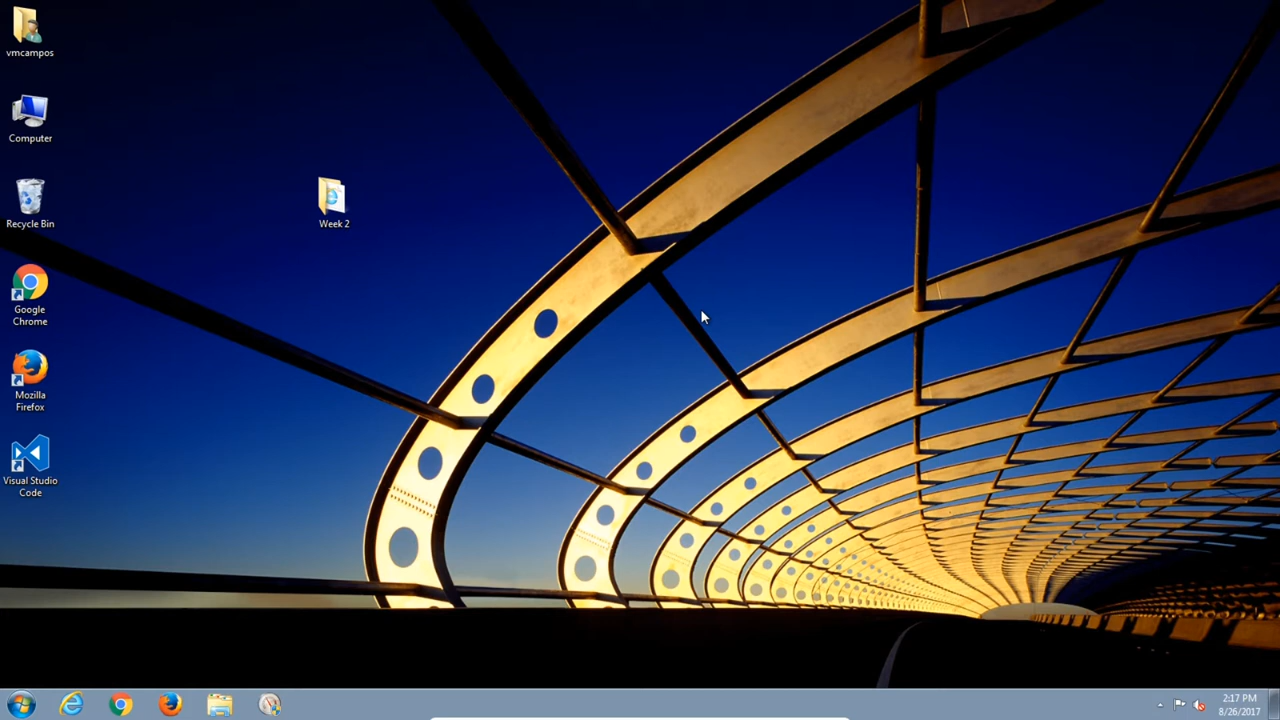 vmcampos
Computer
Recycle Bin
Week 2
Google
Chrome
Mozilla
Firefox
Visual Studio
Code
2:17 PM
8/26/2017